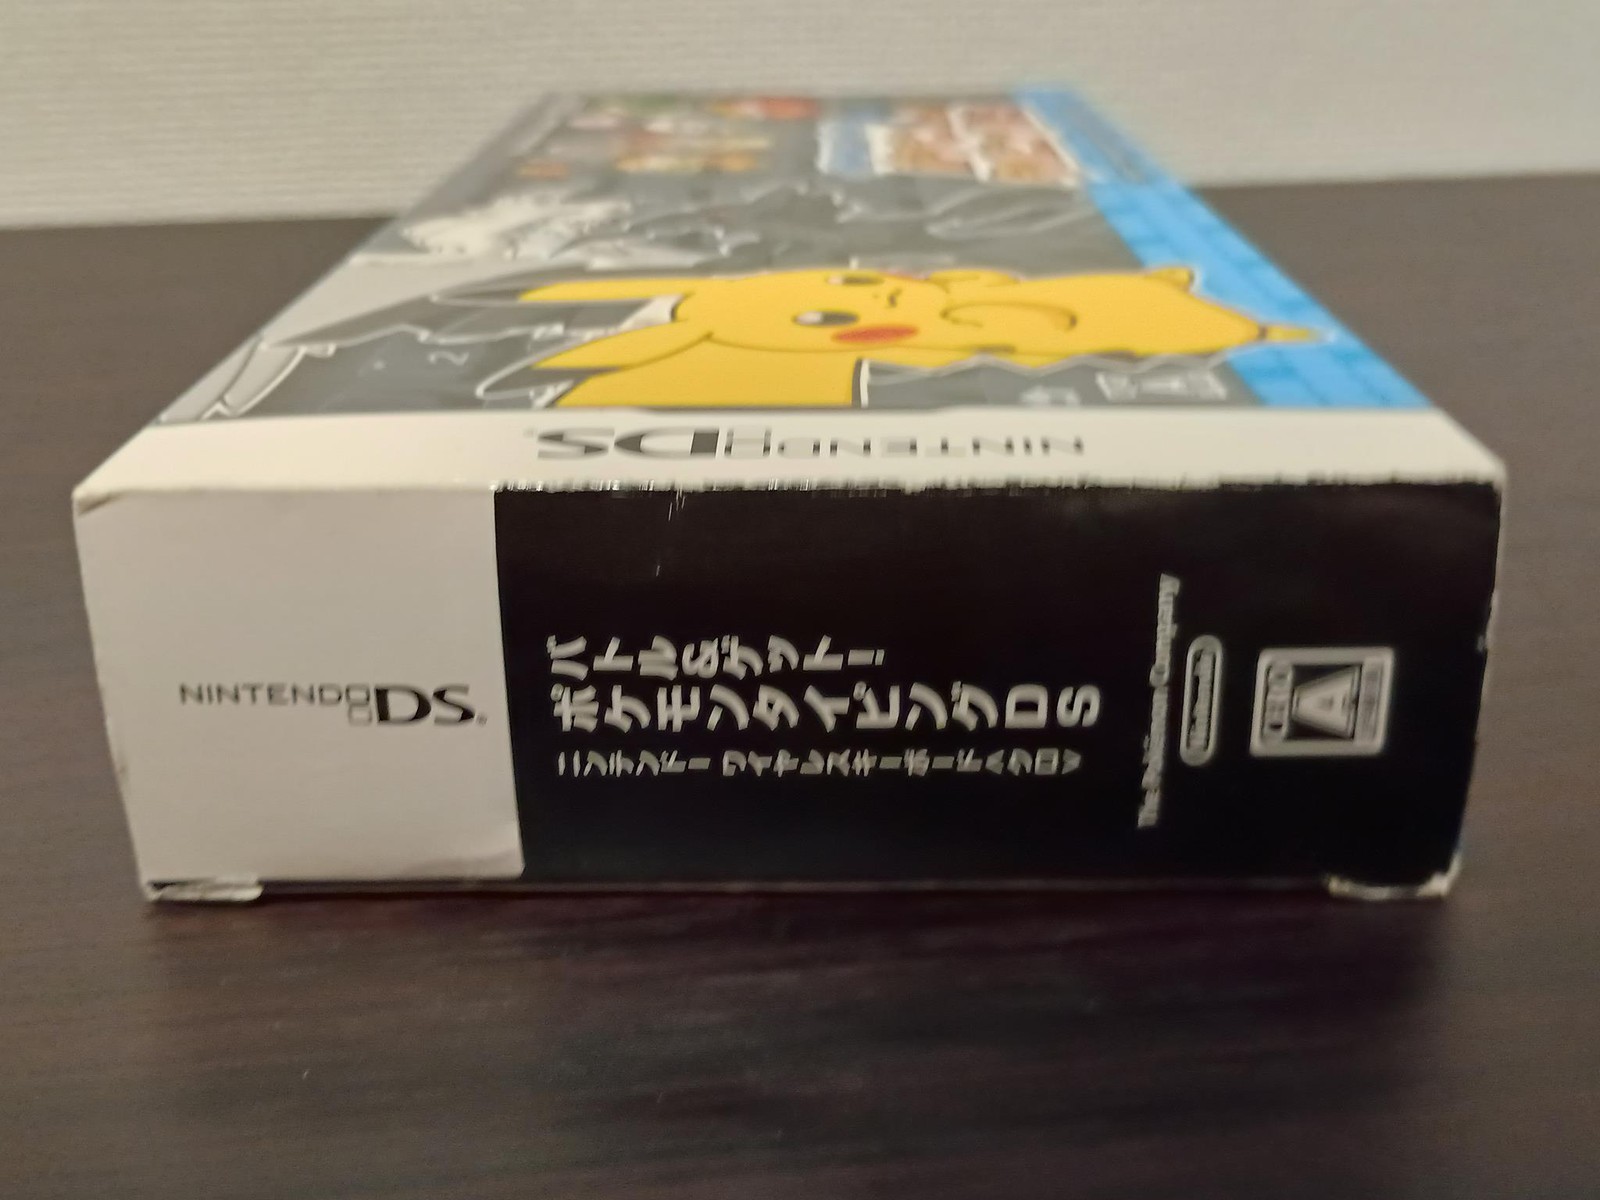 NINTENDO DS
NINTENDO DS
バトル&ゲット!
ポケモンタイピングDS
ニンテンドー ワイヤレスキーボード<クロ>
The Pokémon Company
Nintendo
CERO
A